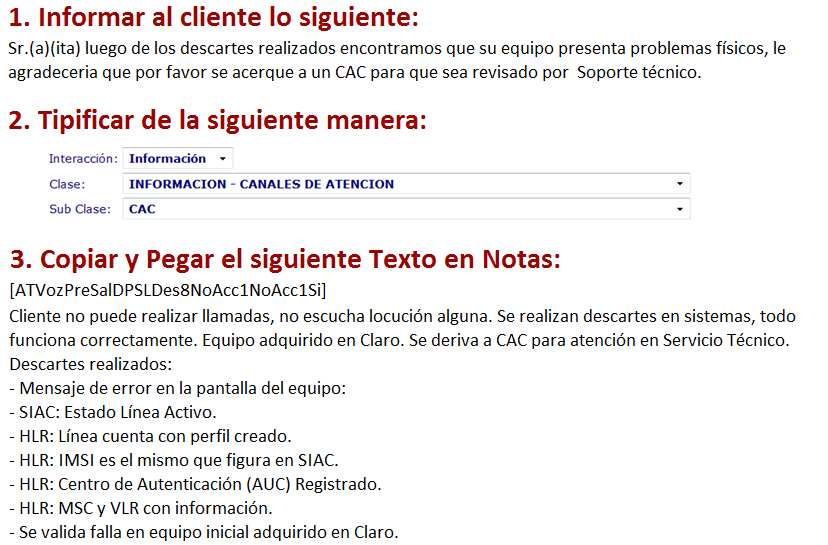 1. Informar al cliente lo siguiente:
Sr.(a)(ita) luego de los descartes realizados encontramos que su equipo presenta problemas físicos, le
agradeceria que por favor se acerque a un CAC para que sea revisado por  Soporte técnico.
2. Tipificar de la siguiente manera:
Interacción: Información
Clase: INFORMACION - CANALES DE ATENCION
Sub Clase: CAC
3. Copiar y Pegar el siguiente Texto en Notas:
[ATVozPreSalDPSLDes8NoAcc1NoAcc1Si]
Cliente no puede realizar llamadas, no escucha locución alguna. Se realizan descartes en sistemas, todo
funciona correctamente. Equipo adquirido en Claro. Se deriva a CAC para atención en Servicio Técnico.
Descartes realizados:
- Mensaje de error en la pantalla del equipo:
- SIAC: Estado Línea Activo.
- HLR: Línea cuenta con perfil creado.
- HLR: IMSI es el mismo que figura en SIAC.
- HLR: Centro de Autenticación (AUC) Registrado.
- HLR: MSC y VLR con información.
- Se valida falla en equipo inicial adquirido en Claro.